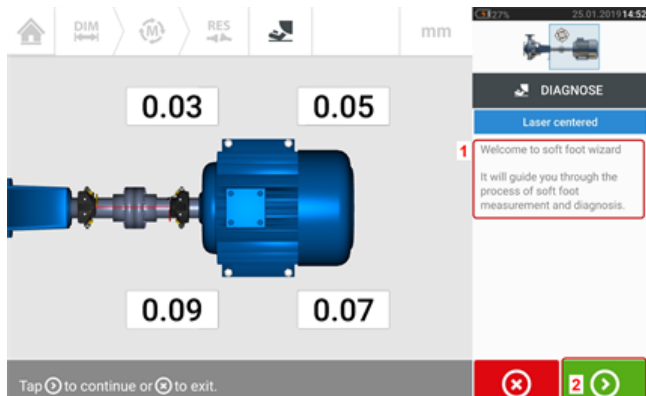 DIM
(M)
RES
mm
27%
25.01.2019 14:52
0.03
0.05
DIAGNOSE
Laser centered
1
Welcome to soft foot wizard
It will guide you through the
process of soft foot
measurement and diagnosis.
0.09
0.07
Tap > to continue or × to exit.
2